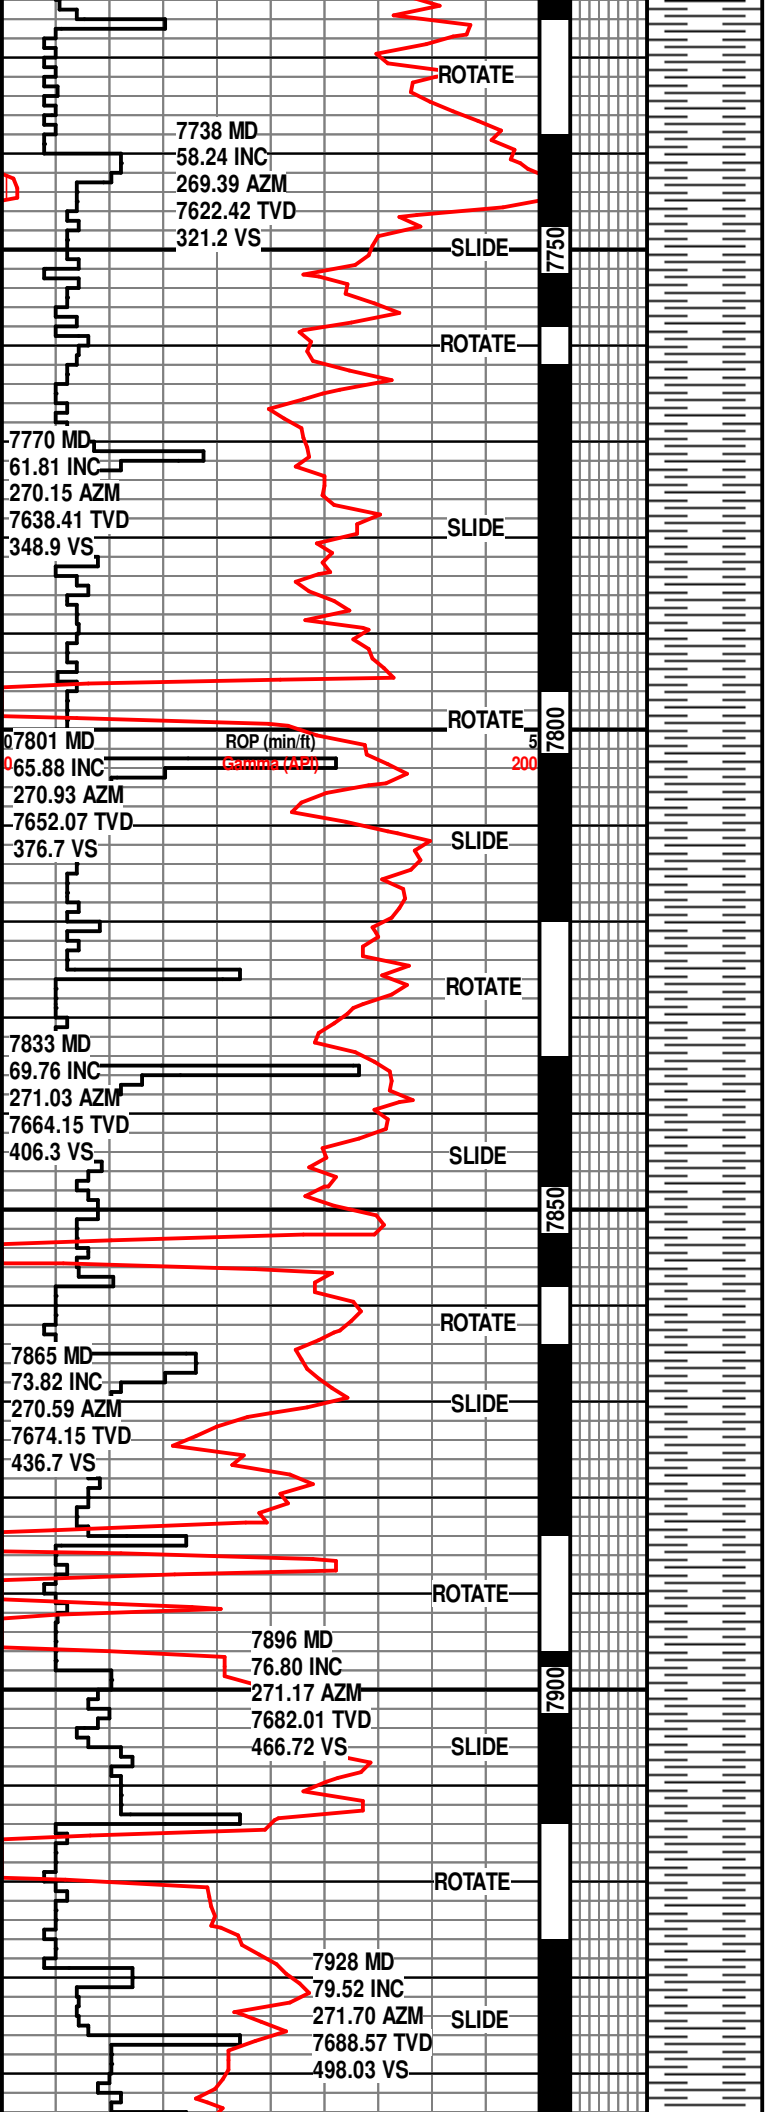 ROTATE
7738 MD
58.24 INC
269.39 AZM
7622.42 TVD
321.2 VS
SLIDE
7750
ROTATE
7770 MD
61.81 INC
270.15 AZM
7638.41 TVD
348.9 VS
SLIDE
ROTATE
7800
0 ROP (min/ft) 5
0 Gamma (API) 200
7801 MD
65.88 INC
270.93 AZM
7652.07 TVD
376.7 VS
SLIDE
ROTATE
7833 MD
69.76 INC
271.03 AZM
7664.15 TVD
406.3 VS
SLIDE
7850
ROTATE
7865 MD
73.82 INC
270.59 AZM
7674.15 TVD
436.7 VS
SLIDE
ROTATE
7896 MD
76.80 INC
271.17 AZM
7682.01 TVD
466.72 VS
7900
SLIDE
ROTATE
7928 MD
79.52 INC
271.70 AZM
7688.57 TVD
498.03 VS
SLIDE